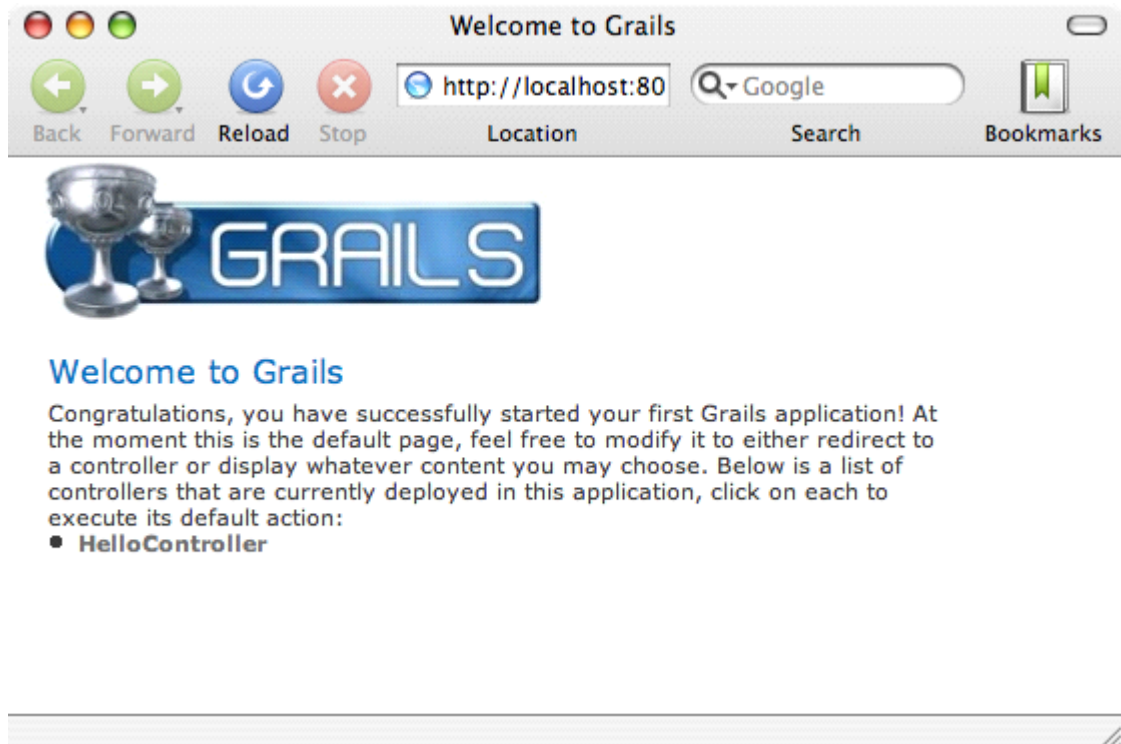 Welcome to Grails
http://localhost:80
Google
Back Forward Reload Stop Location Search Bookmarks
GRAILS
Welcome to Grails
Congratulations, you have successfully started your first Grails application! At
the moment this is the default page, feel free to modify it to either redirect to
a controller or display whatever content you may choose. Below is a list of
controllers that are currently deployed in this application, click on each to
execute its default action:
• HelloController